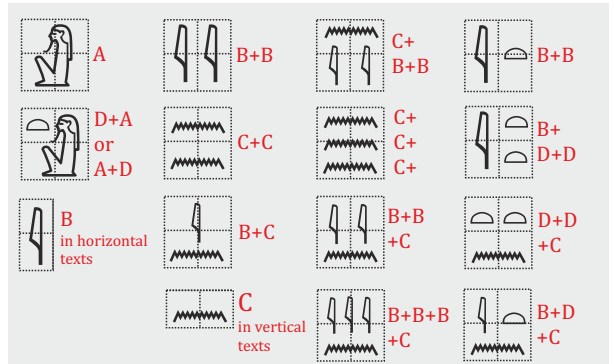 A
B+B
C+
B+B
B+B
D+A
or
A+D
C+C
C+
C+
C+
B+
D+D
B
in horizontal
texts
B+C
B+B
+C
D+D
+C
C
in vertical
texts
B+B+B
+C
B+D
+C